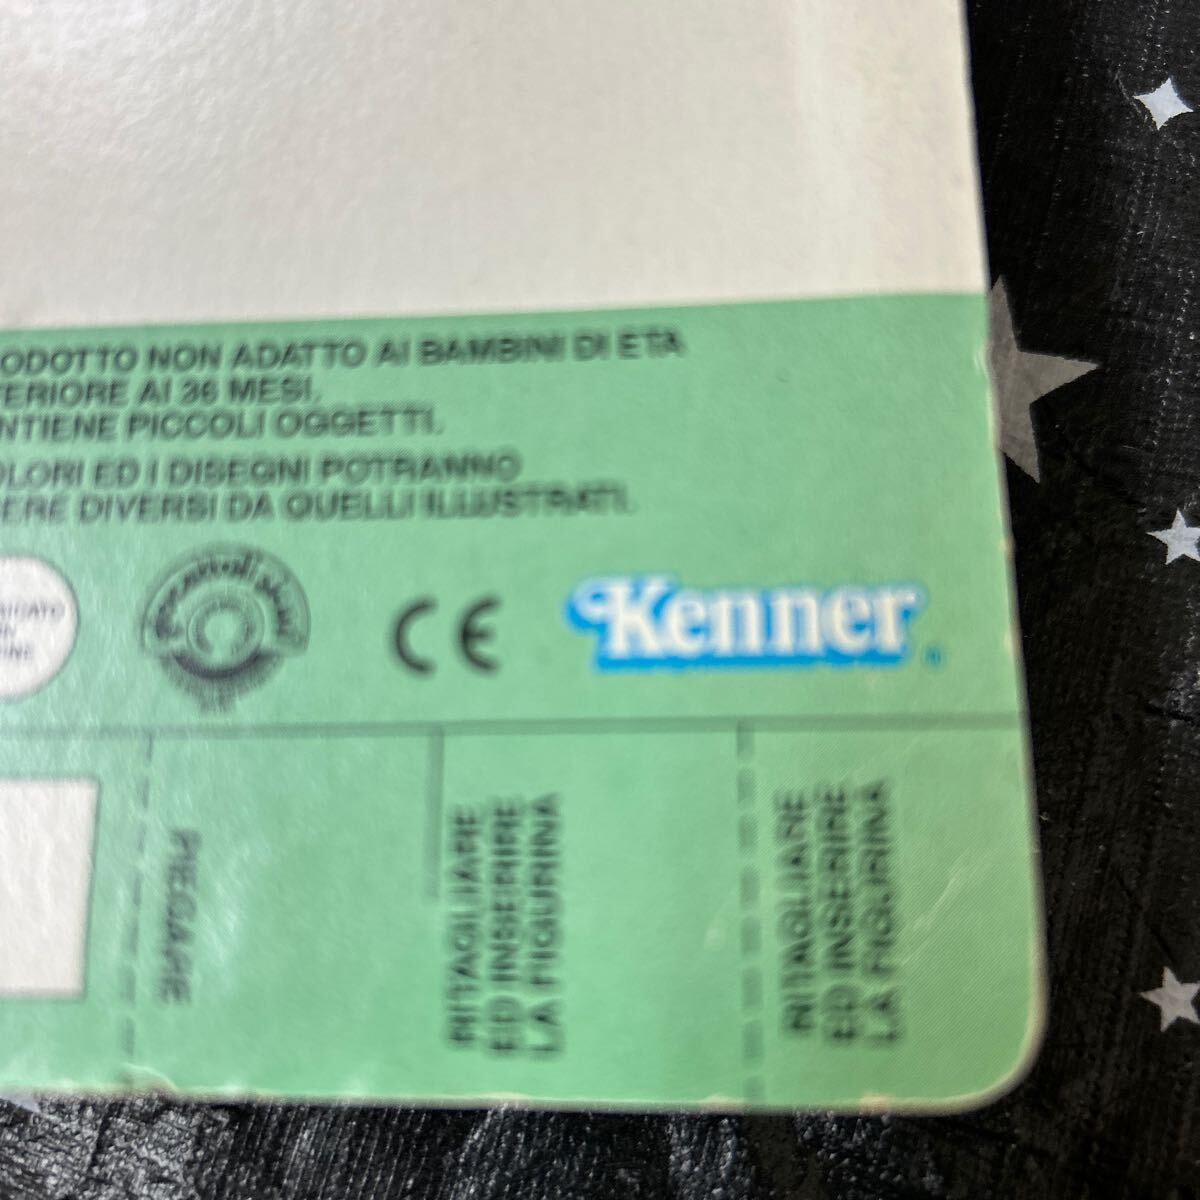 ODOTTO NON ADATTO AI BAMBINI DI ETA
TERIORE AI 36 MESI.
NTIENE PICCOLI OGGETTI.
OLORI ED I DISEGNI POTRANNO
ERE DIVERSI DA QUELLI ILLUSTRATI.
CE
Kenner
PIEGARE
RITAGLIARE
ED INSERIRE
LA FIGURINA
RITAGLIARE
ED INSERIRE
LA FIGURINA